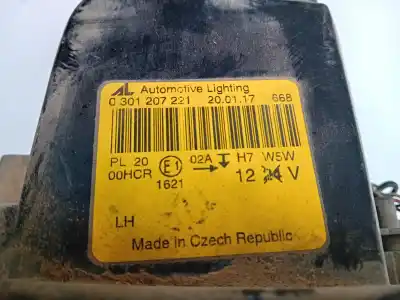 AL Automotive Lighting
0 301 207 221 20.01.17 668
PL 20 E1 02A H7 W5W
00HCR 1621 12 24 V
LH
Made in Czech Republic